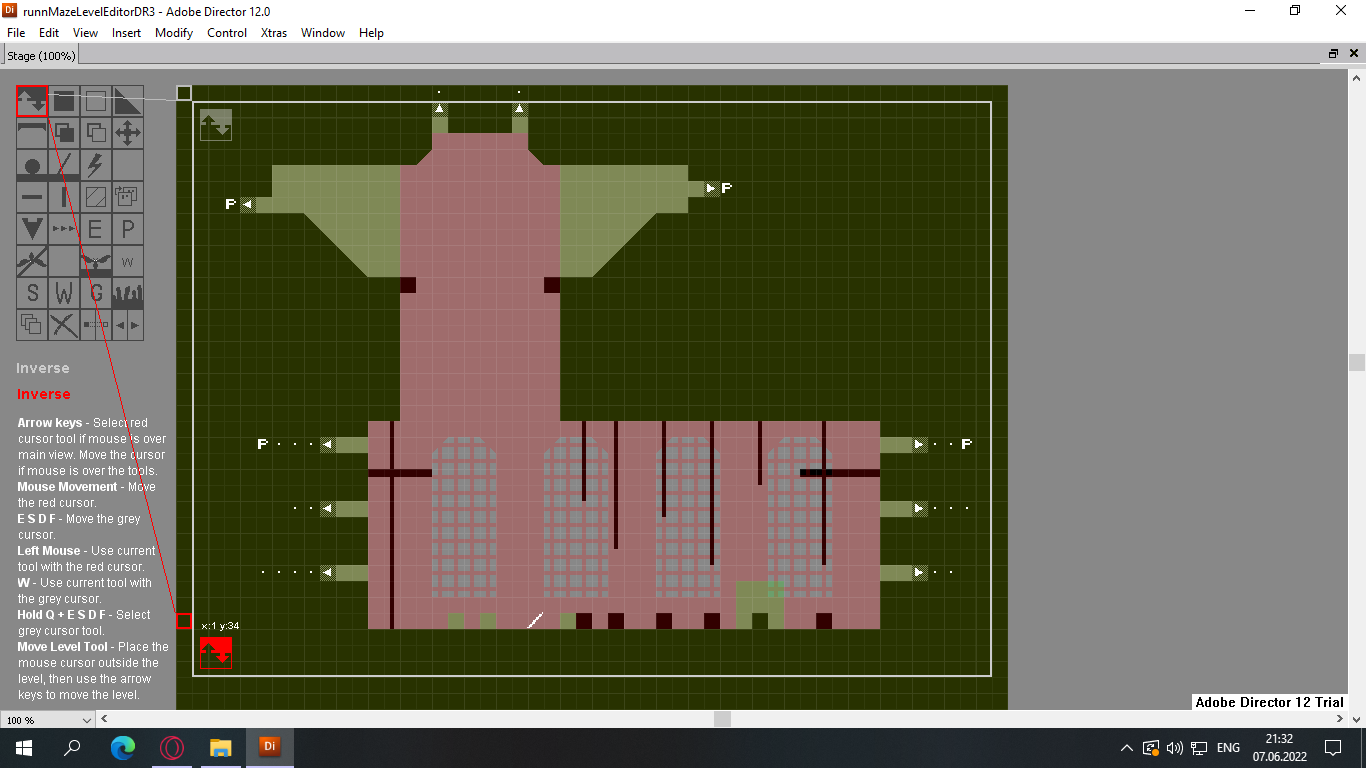 Di runnMazeLevelEditorDR3 - Adobe Director 12.0
File Edit View Insert Modify Control Xtras Window Help
Stage (100%)
P
P
E P
W
S W G
Inverse
Inverse
Arrow keys - Select red
cursor tool if mouse is over
main view. Move the cursor
if mouse is over the tools.
Mouse Movement - Move
the red cursor.
E S D F - Move the grey
cursor.
Left Mouse - Use current
tool with the red cursor.
W - Use current tool with
the grey cursor.
Hold Q + E S D F - Select
grey cursor tool.
Move Level Tool - Place the
mouse cursor outside the
level, then use the arrow
keys to move the level.
P
P
x:1 y:34
Adobe Director 12 Trial
100 %
Di
ENG
21:32
07.06.2022